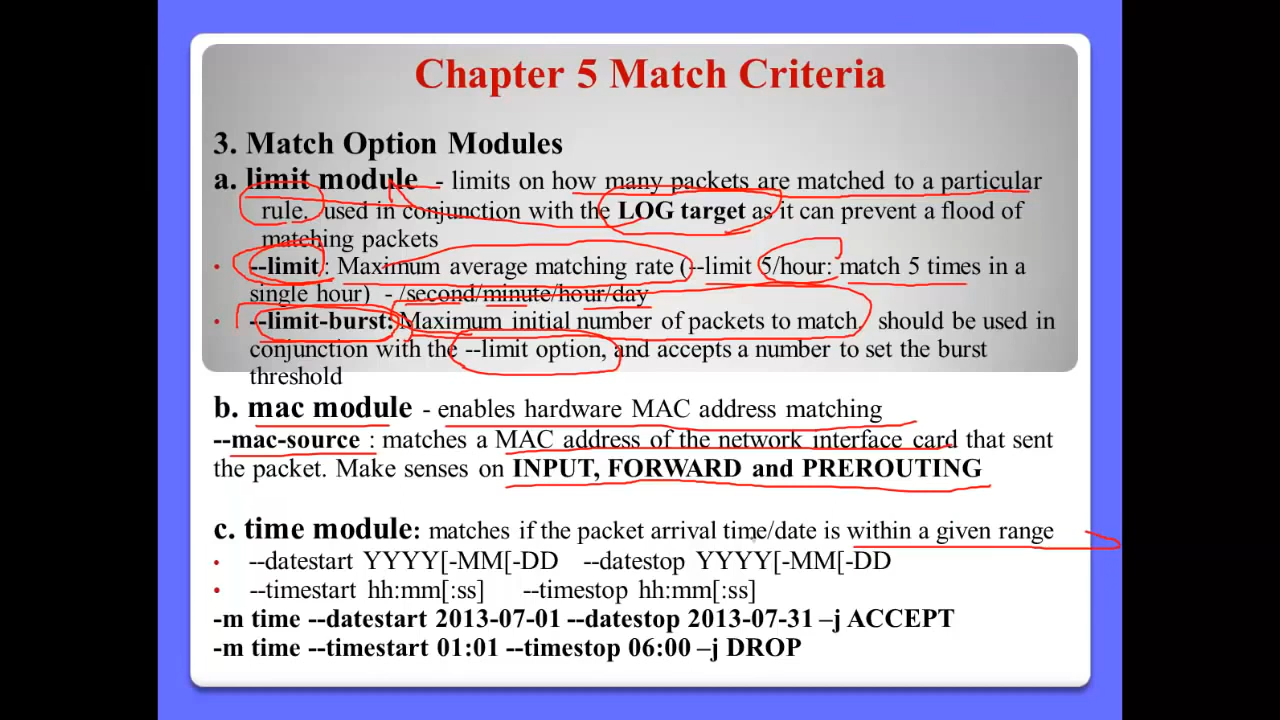 Chapter 5 Match Criteria
3. Match Option Modules
a. limit module - limits on how many packets are matched to a particular
rule. used in conjunction with the LOG target as it can prevent a flood of
matching packets
• --limit : Maximum average matching rate (--limit 5/hour: match 5 times in a
single hour) - /second/minute/hour/day
• --limit-burst: Maximum initial number of packets to match. should be used in
conjunction with the --limit option, and accepts a number to set the burst
threshold
b. mac module - enables hardware MAC address matching
--mac-source : matches a MAC address of the network interface card that sent
the packet. Make senses on INPUT, FORWARD and PREROUTING
c. time module: matches if the packet arrival time/date is within a given range
• --datestart YYYY[-MM[-DD --datestop YYYY[-MM[-DD
• --timestart hh:mm[:ss] --timestop hh:mm[:ss]
-m time --datestart 2013-07-01 --datestop 2013-07-31 –j ACCEPT
-m time --timestart 01:01 --timestop 06:00 –j DROP